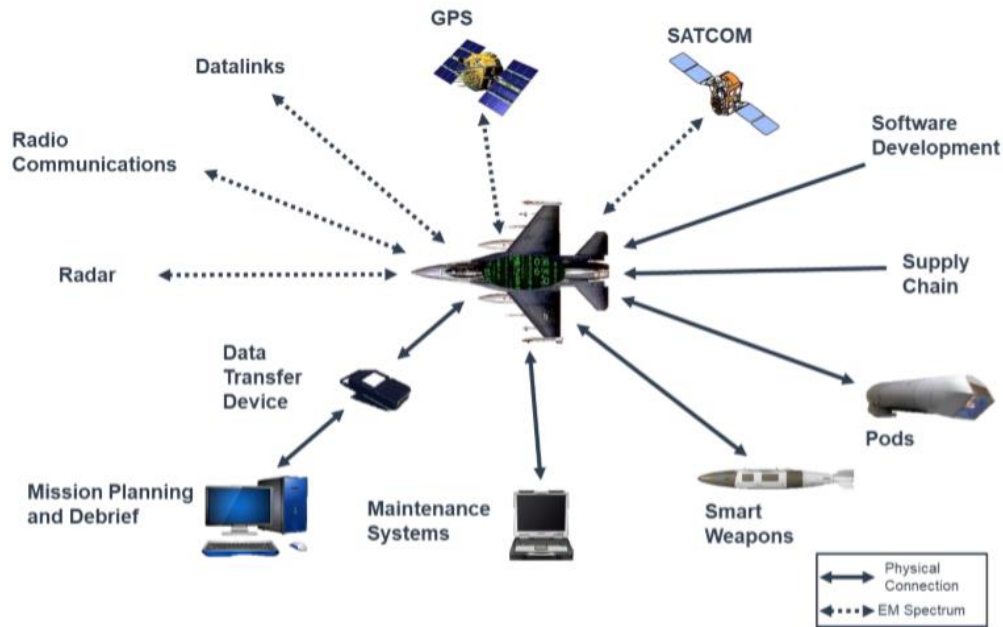 GPS
SATCOM
Datalinks
Radio
Communications
Software
Development
Radar
Supply
Chain
Data
Transfer
Device
Pods
Mission Planning
and Debrief
Maintenance
Systems
Smart
Weapons
Physical
Connection
EM Spectrum